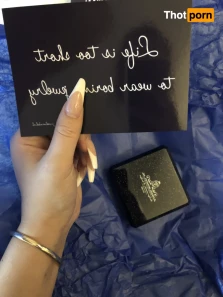 Thotporn
Life is too short
to wear boring jewelry